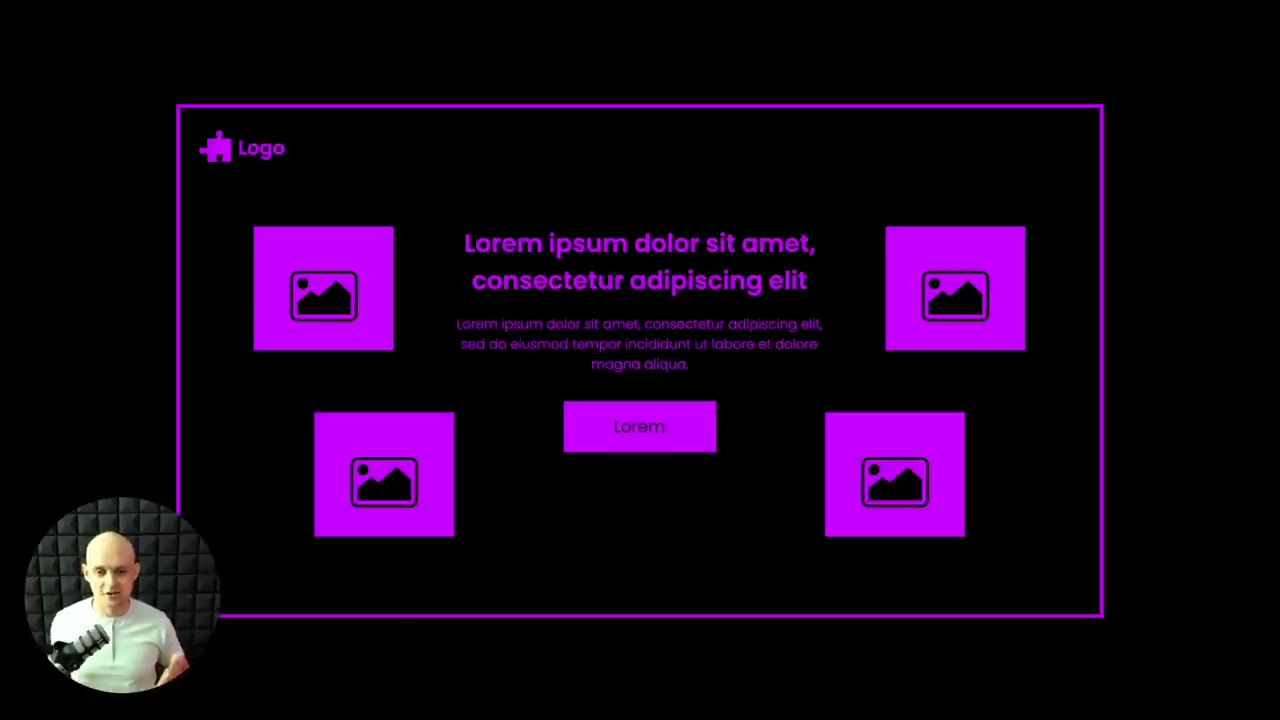 Logo
Lorem ipsum dolor sit amet,
consectetur adipiscing elit
Lorem ipsum dolor sit amet, consectetur adipiscing elit,
sed do eiusmod tempor incididunt ut labore et dolore
magna aliqua.
Lorem